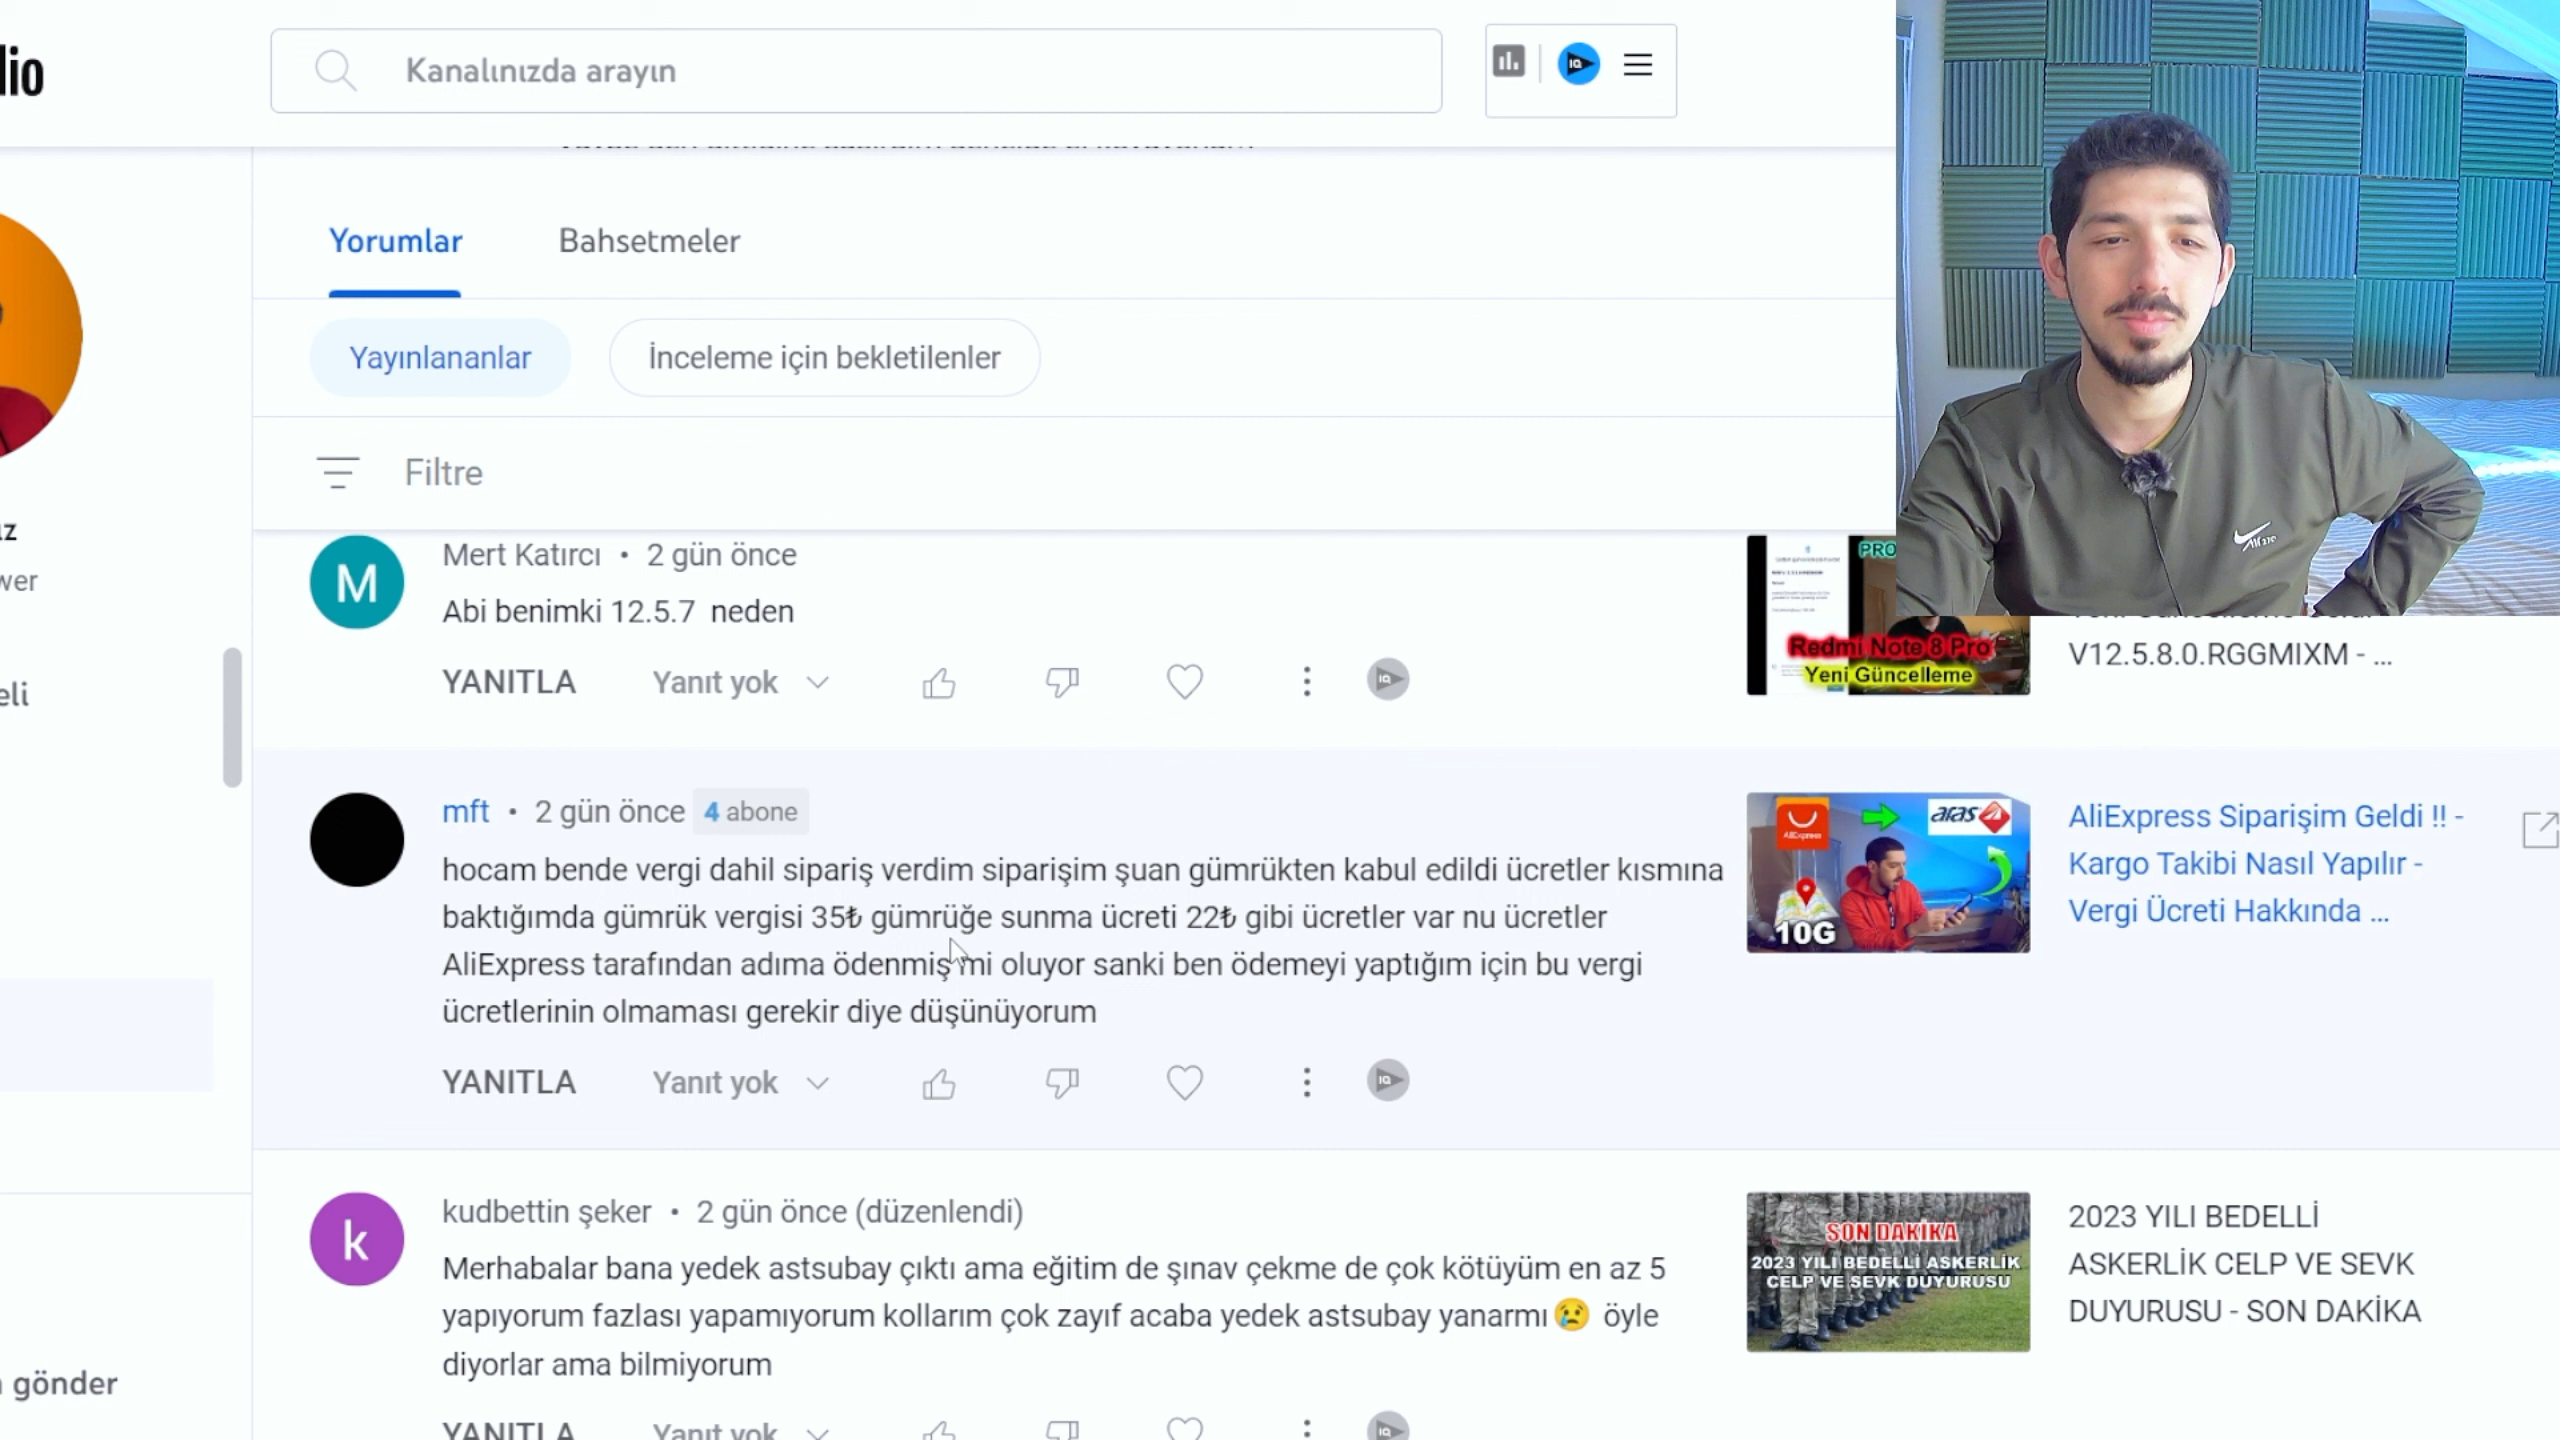 dio
Kanalınızda arayın
Yorumlar
Bahsetmeler
Yayınlananlar
İnceleme için bekletilenler
Filtre
Mert Katırcı • 2 gün önce
Abi benimki 12.5.7 neden
YANITLA
Yanıt yok
PRO
Redmi Note 8 Pro
Yeni Güncelleme
V12.5.8.0.RGGMIXM - ...
mft • 2 gün önce 4 abone
hocam bende vergi dahil sipariş verdim siparişim şuan gümrükten kabul edildi ücretler kısmına
baktığımda gümrük vergisi 35₺ gümrüğe sunma ücreti 22₺ gibi ücretler var nu ücretler
AliExpress tarafından adıma ödenmiş mi oluyor sanki ben ödemeyi yaptığım için bu vergi
ücretlerinin olmaması gerekir diye düşünüyorum
YANITLA
Yanıt yok
AliExpress
aras
10G
AliExpress Siparişim Geldi !! -
Kargo Takibi Nasıl Yapılır -
Vergi Ücreti Hakkında ...
kudbettin şeker • 2 gün önce (düzenlendi)
Merhabalar bana yedek astsubay çıktı ama eğitim de şınav çekme de çok kötüyüm en az 5
yapıyorum fazlası yapamıyorum kollarım çok zayıf acaba yedek astsubay yanarmı😢 öyle
diyorlar ama bilmiyorum
YANITLA
Yanıt yok
SON DAKİKA
2023 YILI BEDELLİ ASKERLİK
CELP VE SEVK DUYURUSU
2023 YILI BEDELLİ
ASKERLİK CELP VE SEVK
DUYURUSU - SON DAKİKA
ız
wer
eli
gönder